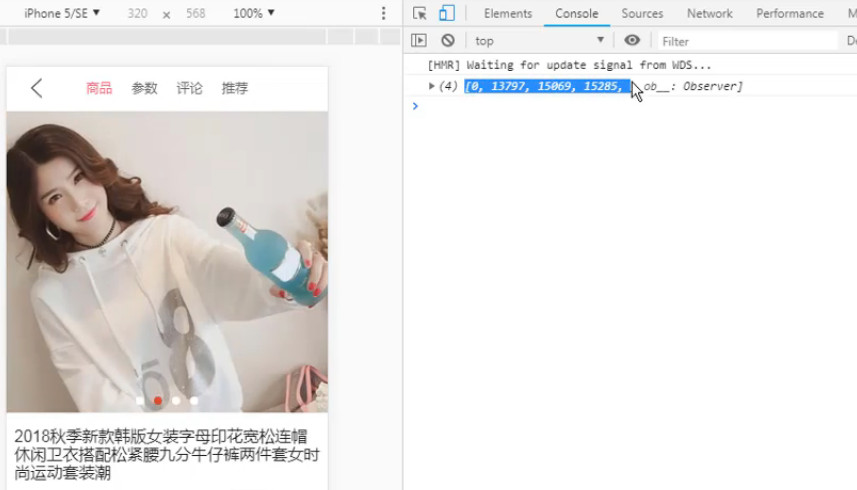 iPhone 5/SE ▼ 320 × 568 100% ▼
Elements Console Sources Network Performance M
top ▼ Filter De
[HMR] Waiting for update signal from WDS...
▶(4) [0, 13797, 15069, 15285, __ob__: Observer]
商品 参数 评论 推荐
2018秋季新款韩版女装字母印花宽松连帽
休闲卫衣搭配松紧腰九分牛仔裤两件套女时
尚运动套装潮